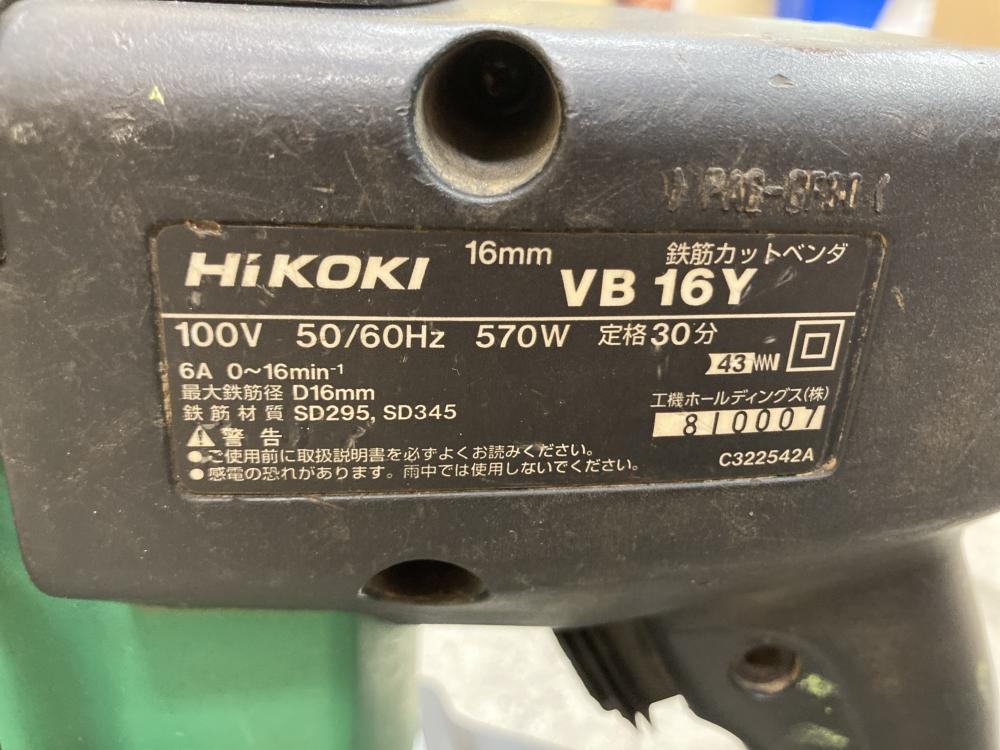 16mm 鉄筋カットベンダ
HiKOKI VB 16Y
100V 50/60Hz 570W 定格30分
43
6A 0~16min⁻¹
最大鉄筋径 D16mm
鉄筋材質 SD295, SD345
工機ホールディングス(株)
810007
警告
●ご使用前に取扱説明書を必ずよくお読みください。
●感電の恐れがあります。雨中では使用しないでください。
C322542A